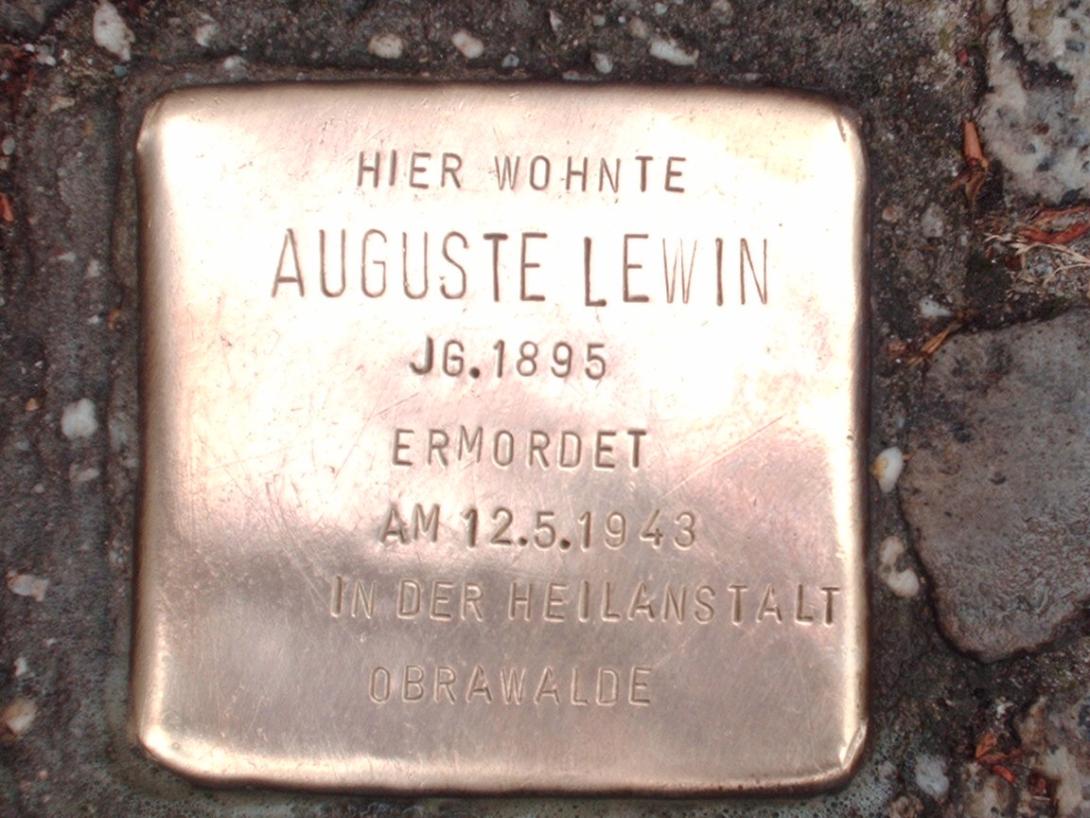 HIER WOHNTE
AUGUSTE LEWIN
JG.1895
ERMORDET
AM 12.5.1943
IN DER HEILANSTALT
OBRAWALDE